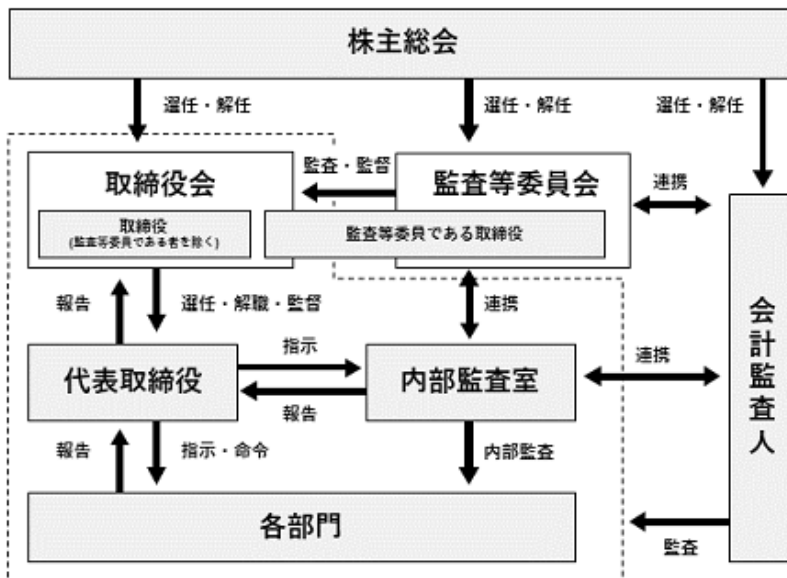 株主総会
選任・解任
選任・解任
選任・解任
取締役会
監査・監督
監査等委員会
連携
取締役
(監査等委員である者を除く)
監査等委員である取締役
報告
選任・解職・監督
連携
会計監査人
代表取締役
指示
報告
内部監査室
連携
報告
指示・命令
内部監査
各部門
監査